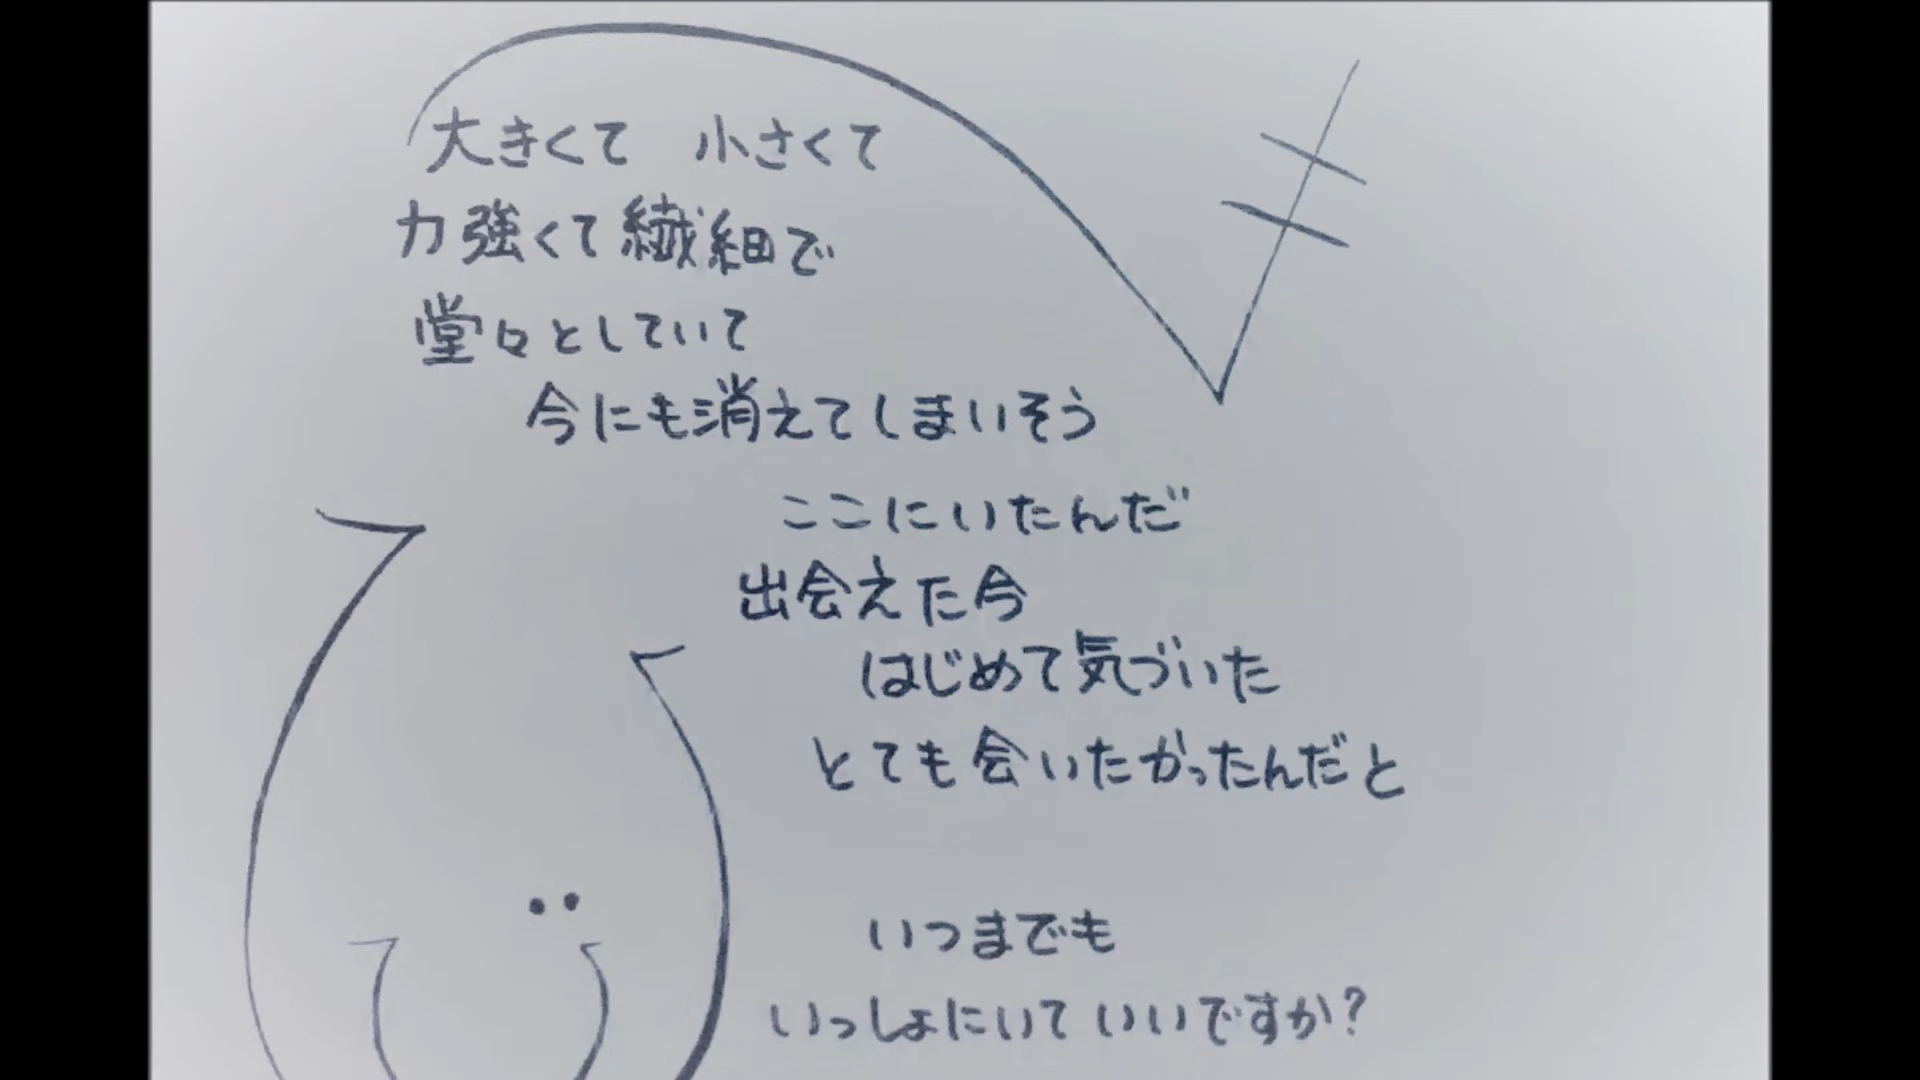 大きくて 小さくて
力強くて繊細で
堂々としていて
今にも消えてしまいそう
ここにいたんだ
出会えた今
はじめて気づいた
とても会いたかったんだと
いつまでも
いっしょにいて いいですか?